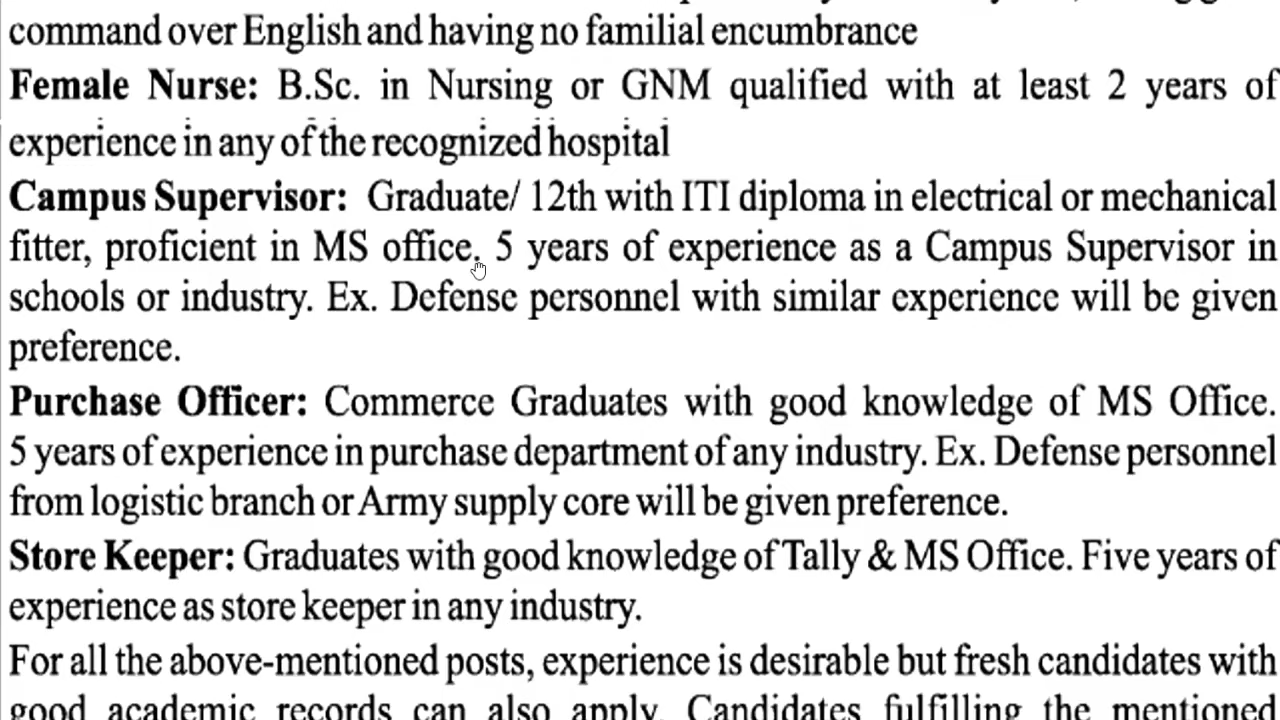 command over English and having no familial encumbrance
Female Nurse: B.Sc. in Nursing or GNM qualified with at least 2 years of
experience in any of the recognized hospital
Campus Supervisor: Graduate/ 12th with ITI diploma in electrical or mechanical
fitter, proficient in MS office. 5 years of experience as a Campus Supervisor in
schools or industry. Ex. Defense personnel with similar experience will be given
preference.
Purchase Officer: Commerce Graduates with good knowledge of MS Office.
5 years of experience in purchase department of any industry. Ex. Defense personnel
from logistic branch or Army supply core will be given preference.
Store Keeper: Graduates with good knowledge of Tally & MS Office. Five years of
experience as store keeper in any industry.
For all the above-mentioned posts, experience is desirable but fresh candidates with
good academic records can also apply. Candidates fulfilling the mentioned